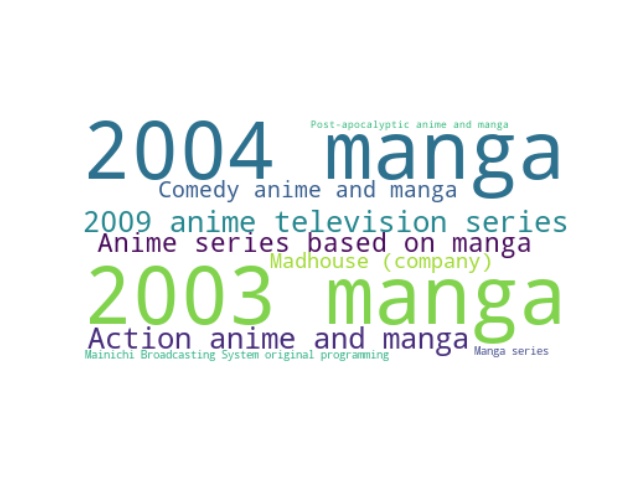 Post-apocalyptic anime and manga
2004 manga
Comedy anime and manga
2009 anime television series
Anime series based on manga
Madhouse (company)
2003 manga
Action anime and manga
Manga series
Mainichi Broadcasting System original programming